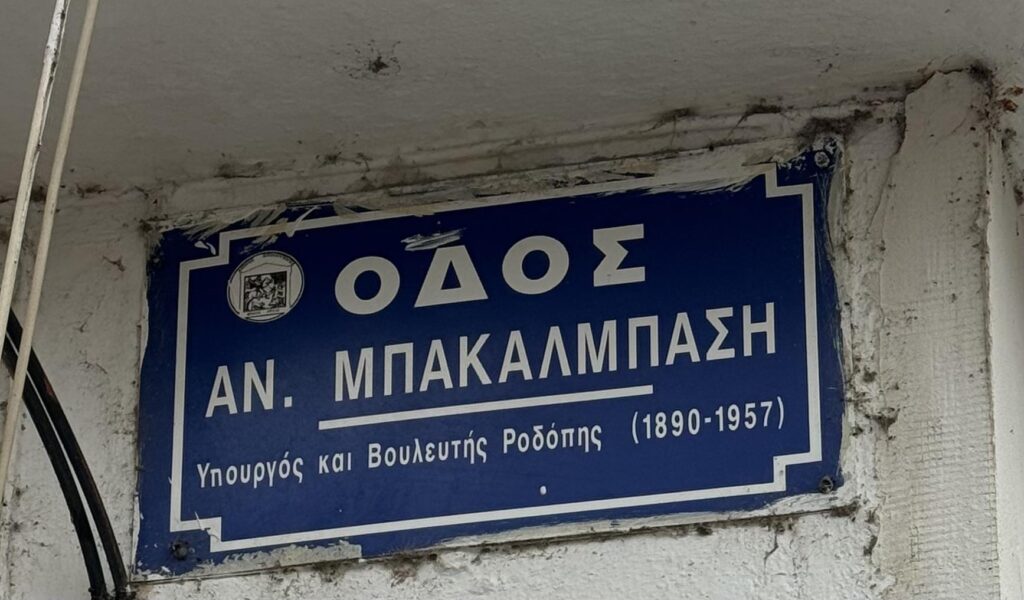 ΟΔΟΣ
ΑΝ. ΜΠΑΚΑΛΜΠΑΣΗ
Υπουργός και Βουλευτής Ροδόπης (1890-1957)